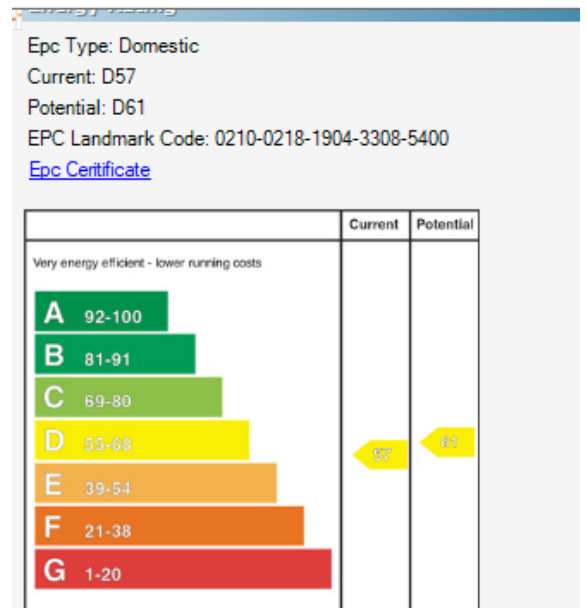 Epc Type: Domestic
Current: D57
Potential: D61
EPC Landmark Code: 0210-0218-1904-3308-5400
Epc Ceritificate
Current Potential
Very energy efficient - lower running costs
A 92-100
B 81-91
C 69-80
D 55-68
57
61
E 39-54
F 21-38
G 1-20